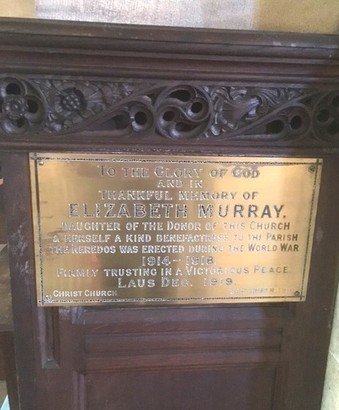 TO THE GLORY OF GOD
AND IN
THANKFUL MEMORY OF
ELIZABETH MURRAY,
DAUGHTER OF THE DONOR OF THIS CHURCH
& HERSELF A KIND BENEFACTRESS TO THE PARISH
THE REREDOS WAS ERECTED DURING THE WORLD WAR
1914-1918
FIRMLY TRUSTING IN A VICTORIOUS PEACE.
LAUS DEO. 1919.
CHRIST CHURCH